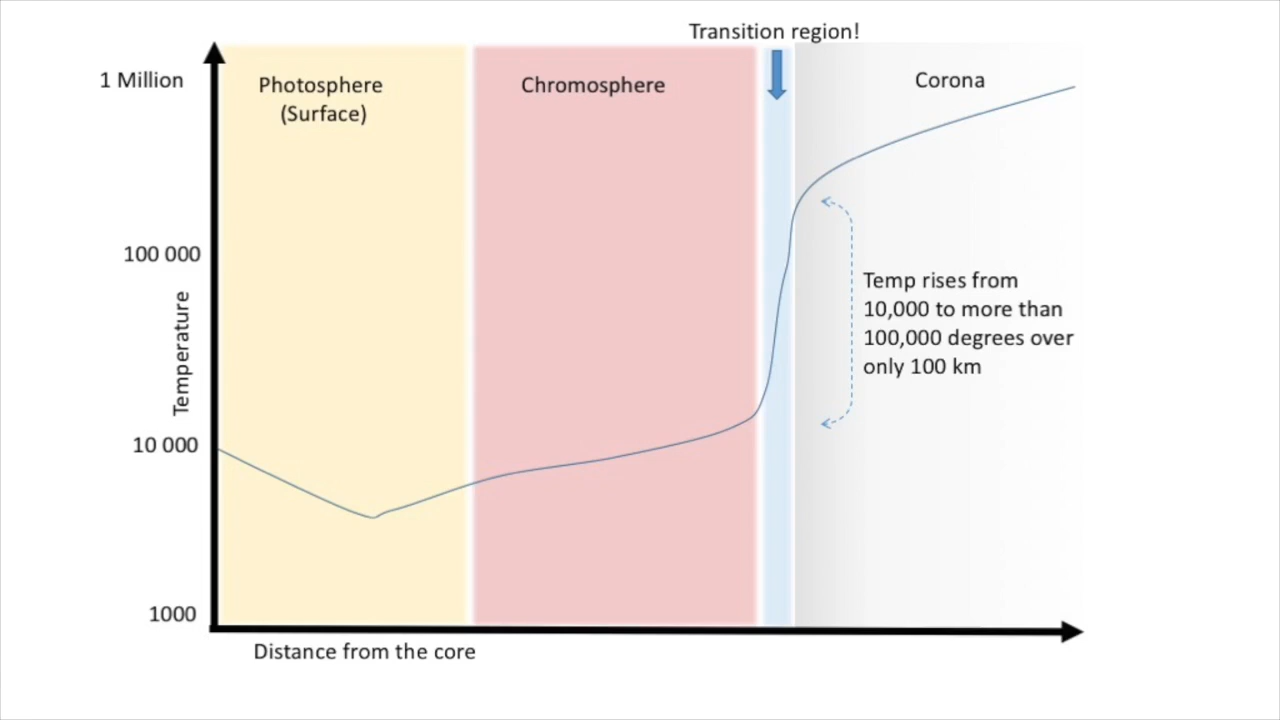 Transition region!
1 Million
Photosphere
(Surface)
Chromosphere
Corona
100 000
Temp rises from
10,000 to more than
100,000 degrees over
only 100 km
Temperature
10 000
1000
Distance from the core